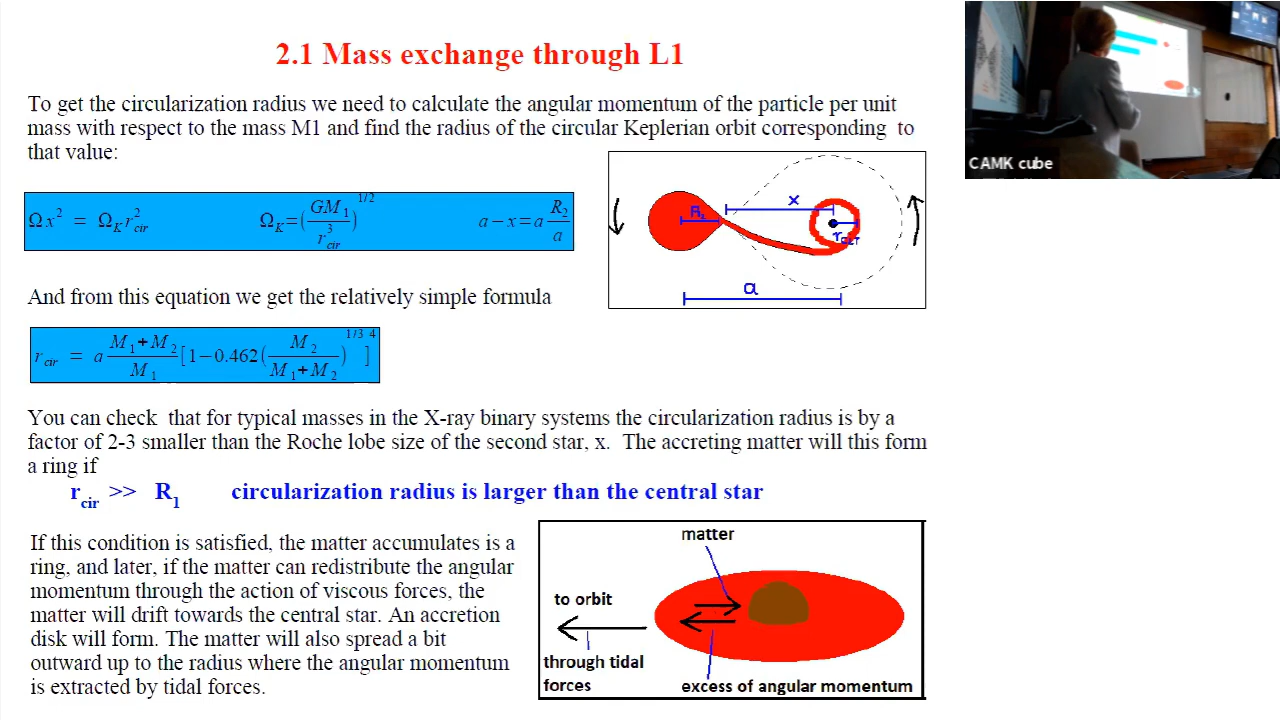 2.1 Mass exchange through L1
To get the circularization radius we need to calculate the angular momentum of the particle per unit
mass with respect to the mass M1 and find the radius of the circular Keplerian orbit corresponding to
that value:
Ω x² = Ω_K r²_cir    Ω_K = (GM₁ / r³_cir)^1/2    a − x = a R₂ / a
R₂
x
r_CIR
a
And from this equation we get the relatively simple formula
r_cir = a (M₁ + M₂) / M₁ [1 − 0.462 (M₂ / (M₁ + M₂))^1/3]^4
You can check that for typical masses in the X-ray binary systems the circularization radius is by a
factor of 2-3 smaller than the Roche lobe size of the second star, x. The accreting matter will this form
a ring if
r_cir >> R₁    circularization radius is larger than the central star
If this condition is satisfied, the matter accumulates is a
ring, and later, if the matter can redistribute the angular
momentum through the action of viscous forces, the
matter will drift towards the central star. An accretion
disk will form. The matter will also spread a bit
outward up to the radius where the angular momentum
is extracted by tidal forces.
matter
to orbit
through tidal
forces
excess of angular momentum
CAMK cube